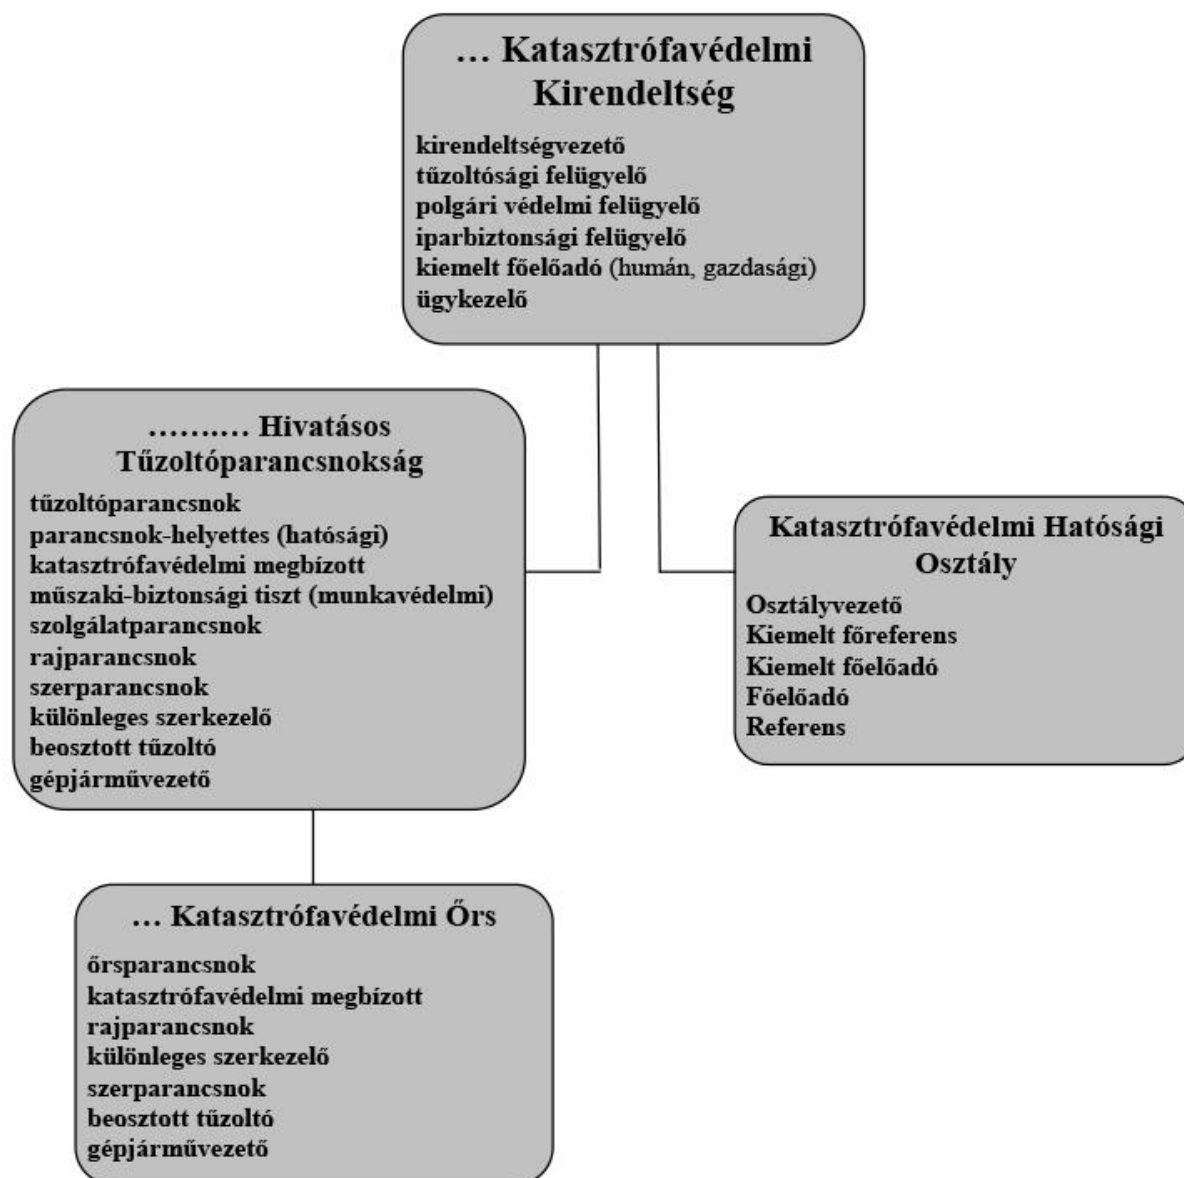 … Katasztrófavédelmi
Kirendeltség
kirendeltségvezető
tűzoltósági felügyelő
polgári védelmi felügyelő
iparbiztonsági felügyelő
kiemelt főelőadó (humán, gazdasági)
ügykezelő
……..… Hivatásos
Tűzoltóparancsnokság
tűzoltóparancsnok
parancsnok-helyettes (hatósági)
katasztrófavédelmi megbízott
műszaki-biztonsági tiszt (munkavédelmi)
szolgálatparancsnok
rajparancsnok
szerparancsnok
különleges szerkezelő
beosztott tűzoltó
gépjárművezető
Katasztrófavédelmi Hatósági
Osztály
Osztályvezető
Kiemelt főreferens
Kiemelt főelőadó
Főelőadó
Referens
… Katasztrófavédelmi Őrs
őrsparancsnok
katasztrófavédelmi megbízott
rajparancsnok
különleges szerkezelő
szerparancsnok
beosztott tűzoltó
gépjárművezető